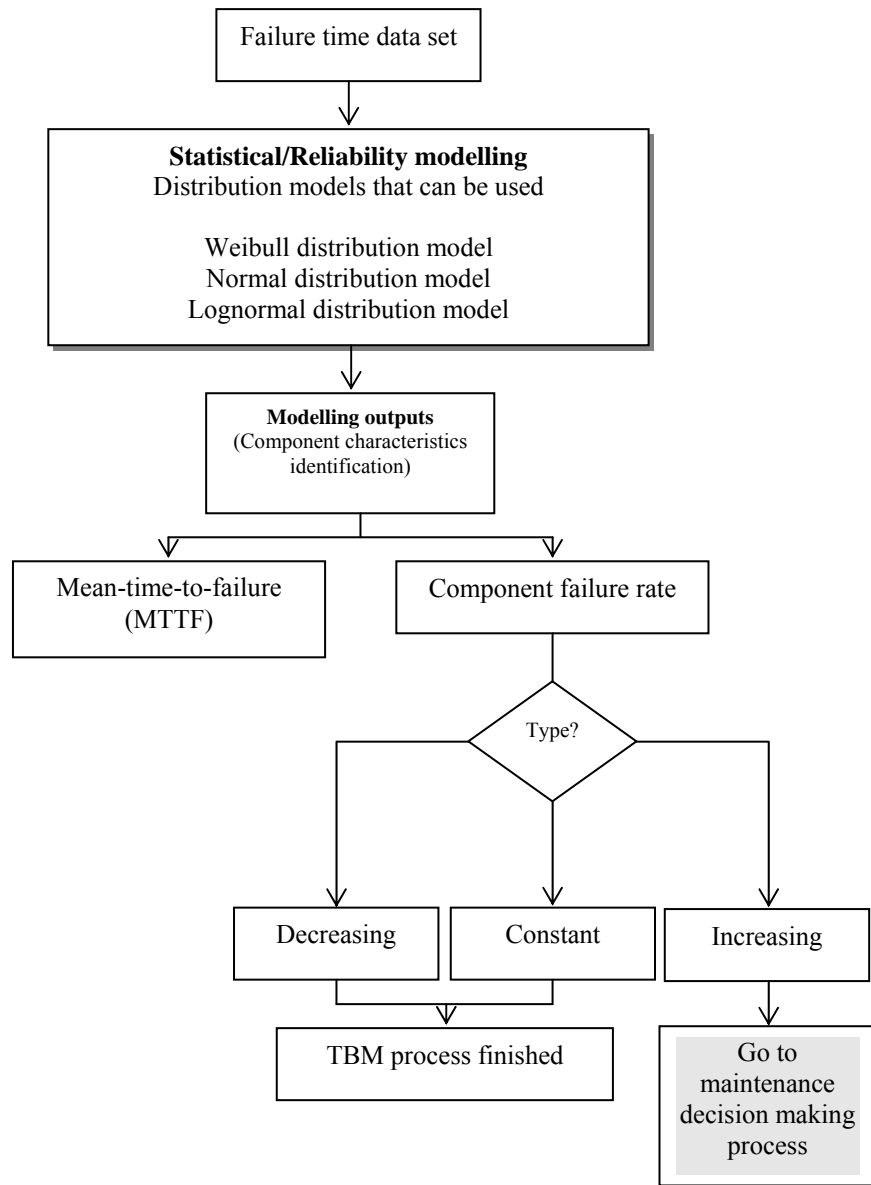 Failure time data set
Statistical/Reliability modelling
Distribution models that can be used
Weibull distribution model
Normal distribution model
Lognormal distribution model
Modelling outputs
(Component characteristics
identification)
Mean-time-to-failure
(MTTF)
Component failure rate
Type?
Decreasing
Constant
Increasing
TBM process finished
Go to
maintenance
decision making
process